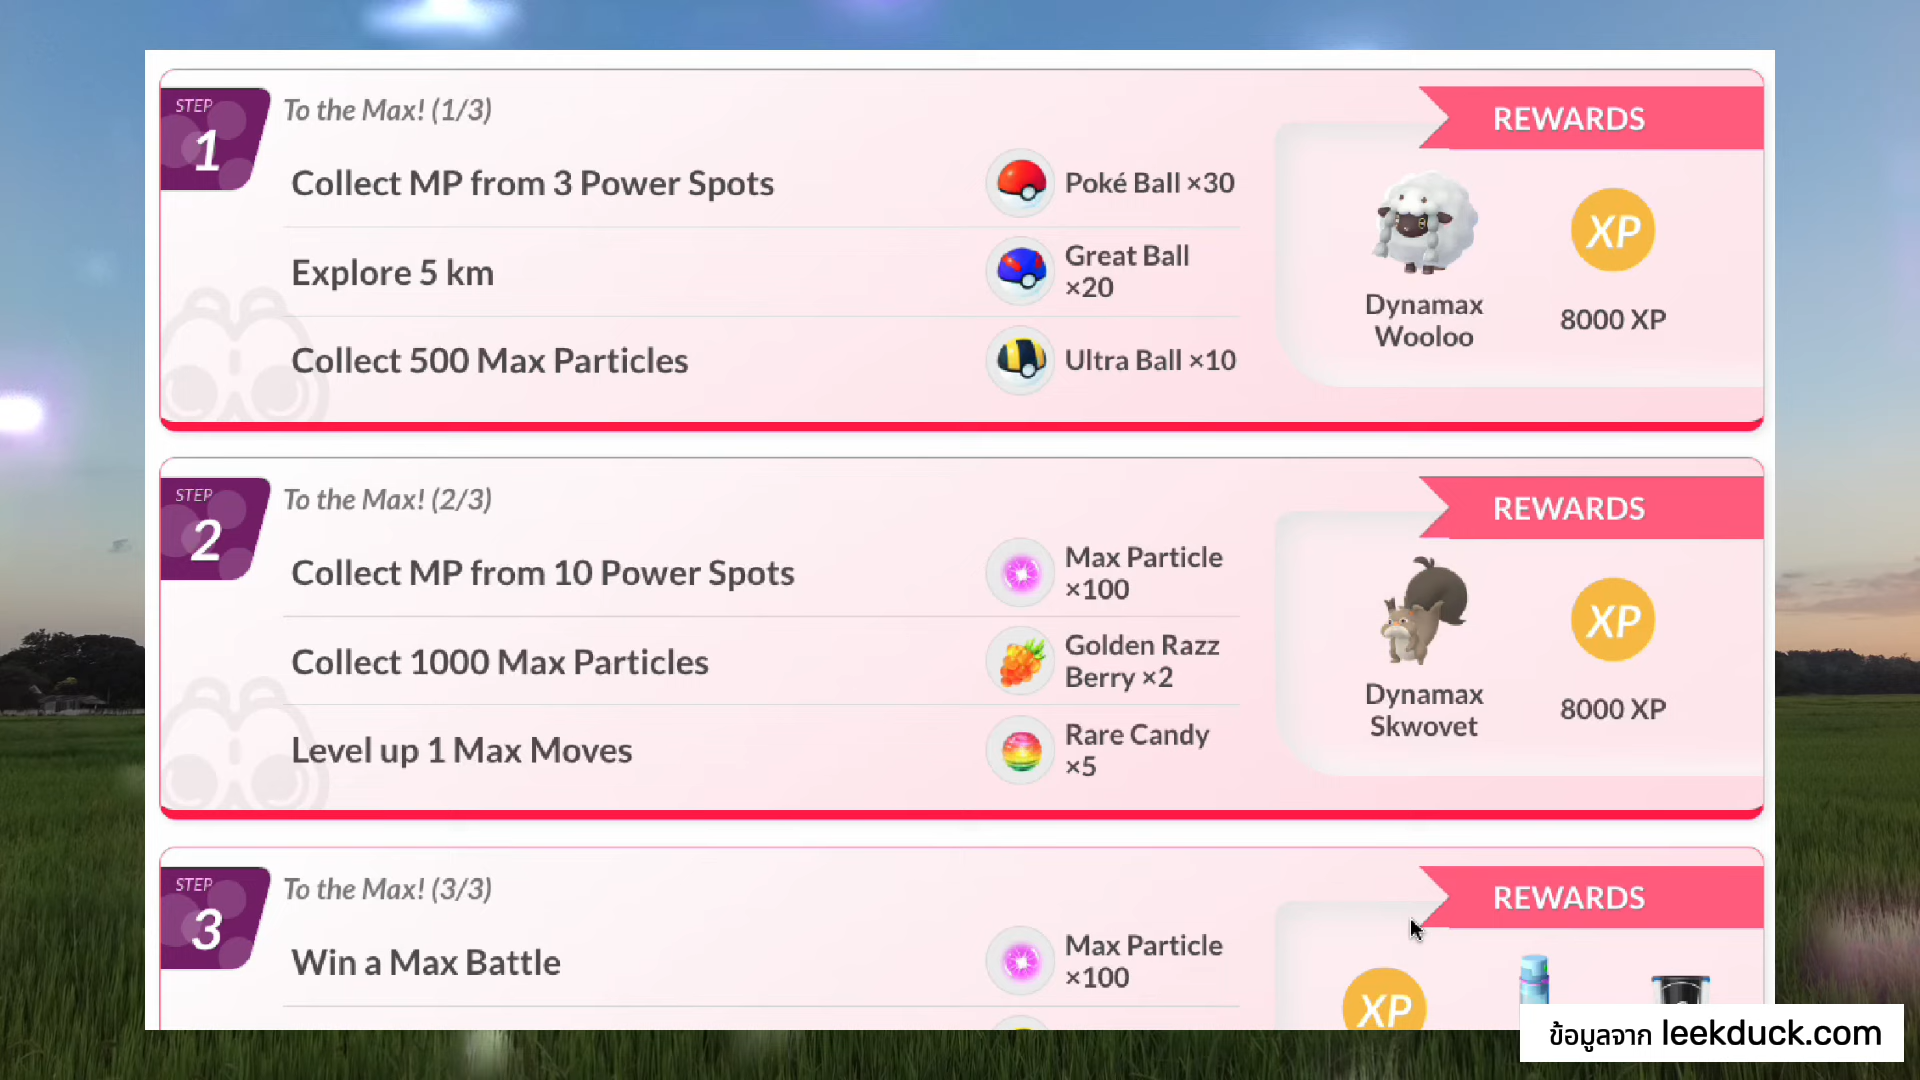 STEP
1
To the Max! (1/3)
Collect MP from 3 Power Spots
Poké Ball ×30
Explore 5 km
Great Ball
×20
Collect 500 Max Particles
Ultra Ball ×10
REWARDS
Dynamax
Wooloo
XP
8000 XP
STEP
2
To the Max! (2/3)
Collect MP from 10 Power Spots
Max Particle
×100
Collect 1000 Max Particles
Golden Razz
Berry ×2
Level up 1 Max Moves
Rare Candy
×5
REWARDS
Dynamax
Skwovet
XP
8000 XP
STEP
3
To the Max! (3/3)
Win a Max Battle
Max Particle
×100
REWARDS
XP
ข้อมูลจาก leekduck.com